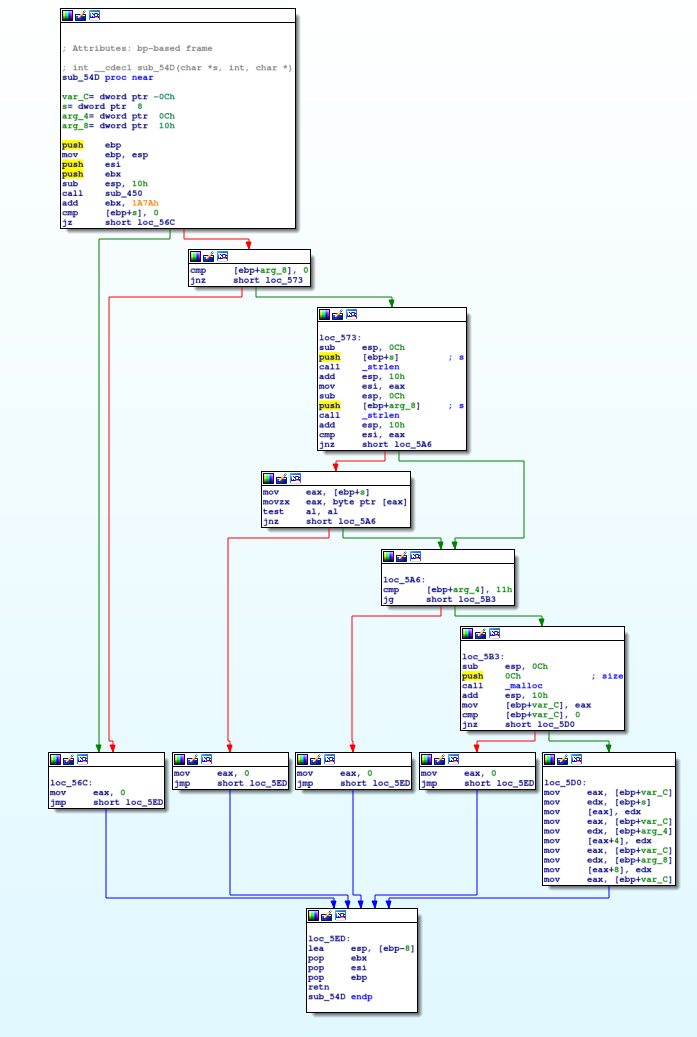 ; Attributes: bp-based frame
; int __cdecl sub_54D(char *s, int, char *)
sub_54D proc near
var_C= dword ptr -0Ch
s= dword ptr  8
arg_4= dword ptr  0Ch
arg_8= dword ptr  10h
push    ebp
mov     ebp, esp
push    esi
push    ebx
sub     esp, 10h
call    sub_450
add     ebx, 1A7Ah
cmp     [ebp+s], 0
jz      short loc_56C
cmp     [ebp+arg_8], 0
jnz     short loc_573
loc_573:
sub     esp, 0Ch
push    [ebp+s]         ; s
call    _strlen
add     esp, 10h
mov     esi, eax
sub     esp, 0Ch
push    [ebp+arg_8]     ; s
call    _strlen
add     esp, 10h
cmp     esi, eax
jnz     short loc_5A6
mov     eax, [ebp+s]
movzx   eax, byte ptr [eax]
test    al, al
jnz     short loc_5A6
loc_5A6:
cmp     [ebp+arg_4], 11h
jg      short loc_5B3
loc_5B3:
sub     esp, 0Ch
push    0Ch             ; size
call    _malloc
add     esp, 10h
mov     [ebp+var_C], eax
cmp     [ebp+var_C], 0
jnz     short loc_5D0
loc_56C:
mov     eax, 0
jmp     short loc_5ED
mov     eax, 0
jmp     short loc_5ED
mov     eax, 0
jmp     short loc_5ED
mov     eax, 0
jmp     short loc_5ED
loc_5D0:
mov     eax, [ebp+var_C]
mov     edx, [ebp+s]
mov     [eax], edx
mov     eax, [ebp+var_C]
mov     edx, [ebp+arg_4]
mov     [eax+4], edx
mov     eax, [ebp+var_C]
mov     edx, [ebp+arg_8]
mov     [eax+8], edx
mov     eax, [ebp+var_C]
loc_5ED:
lea     esp, [ebp-8]
pop     ebx
pop     esi
pop     ebp
retn
sub_54D endp